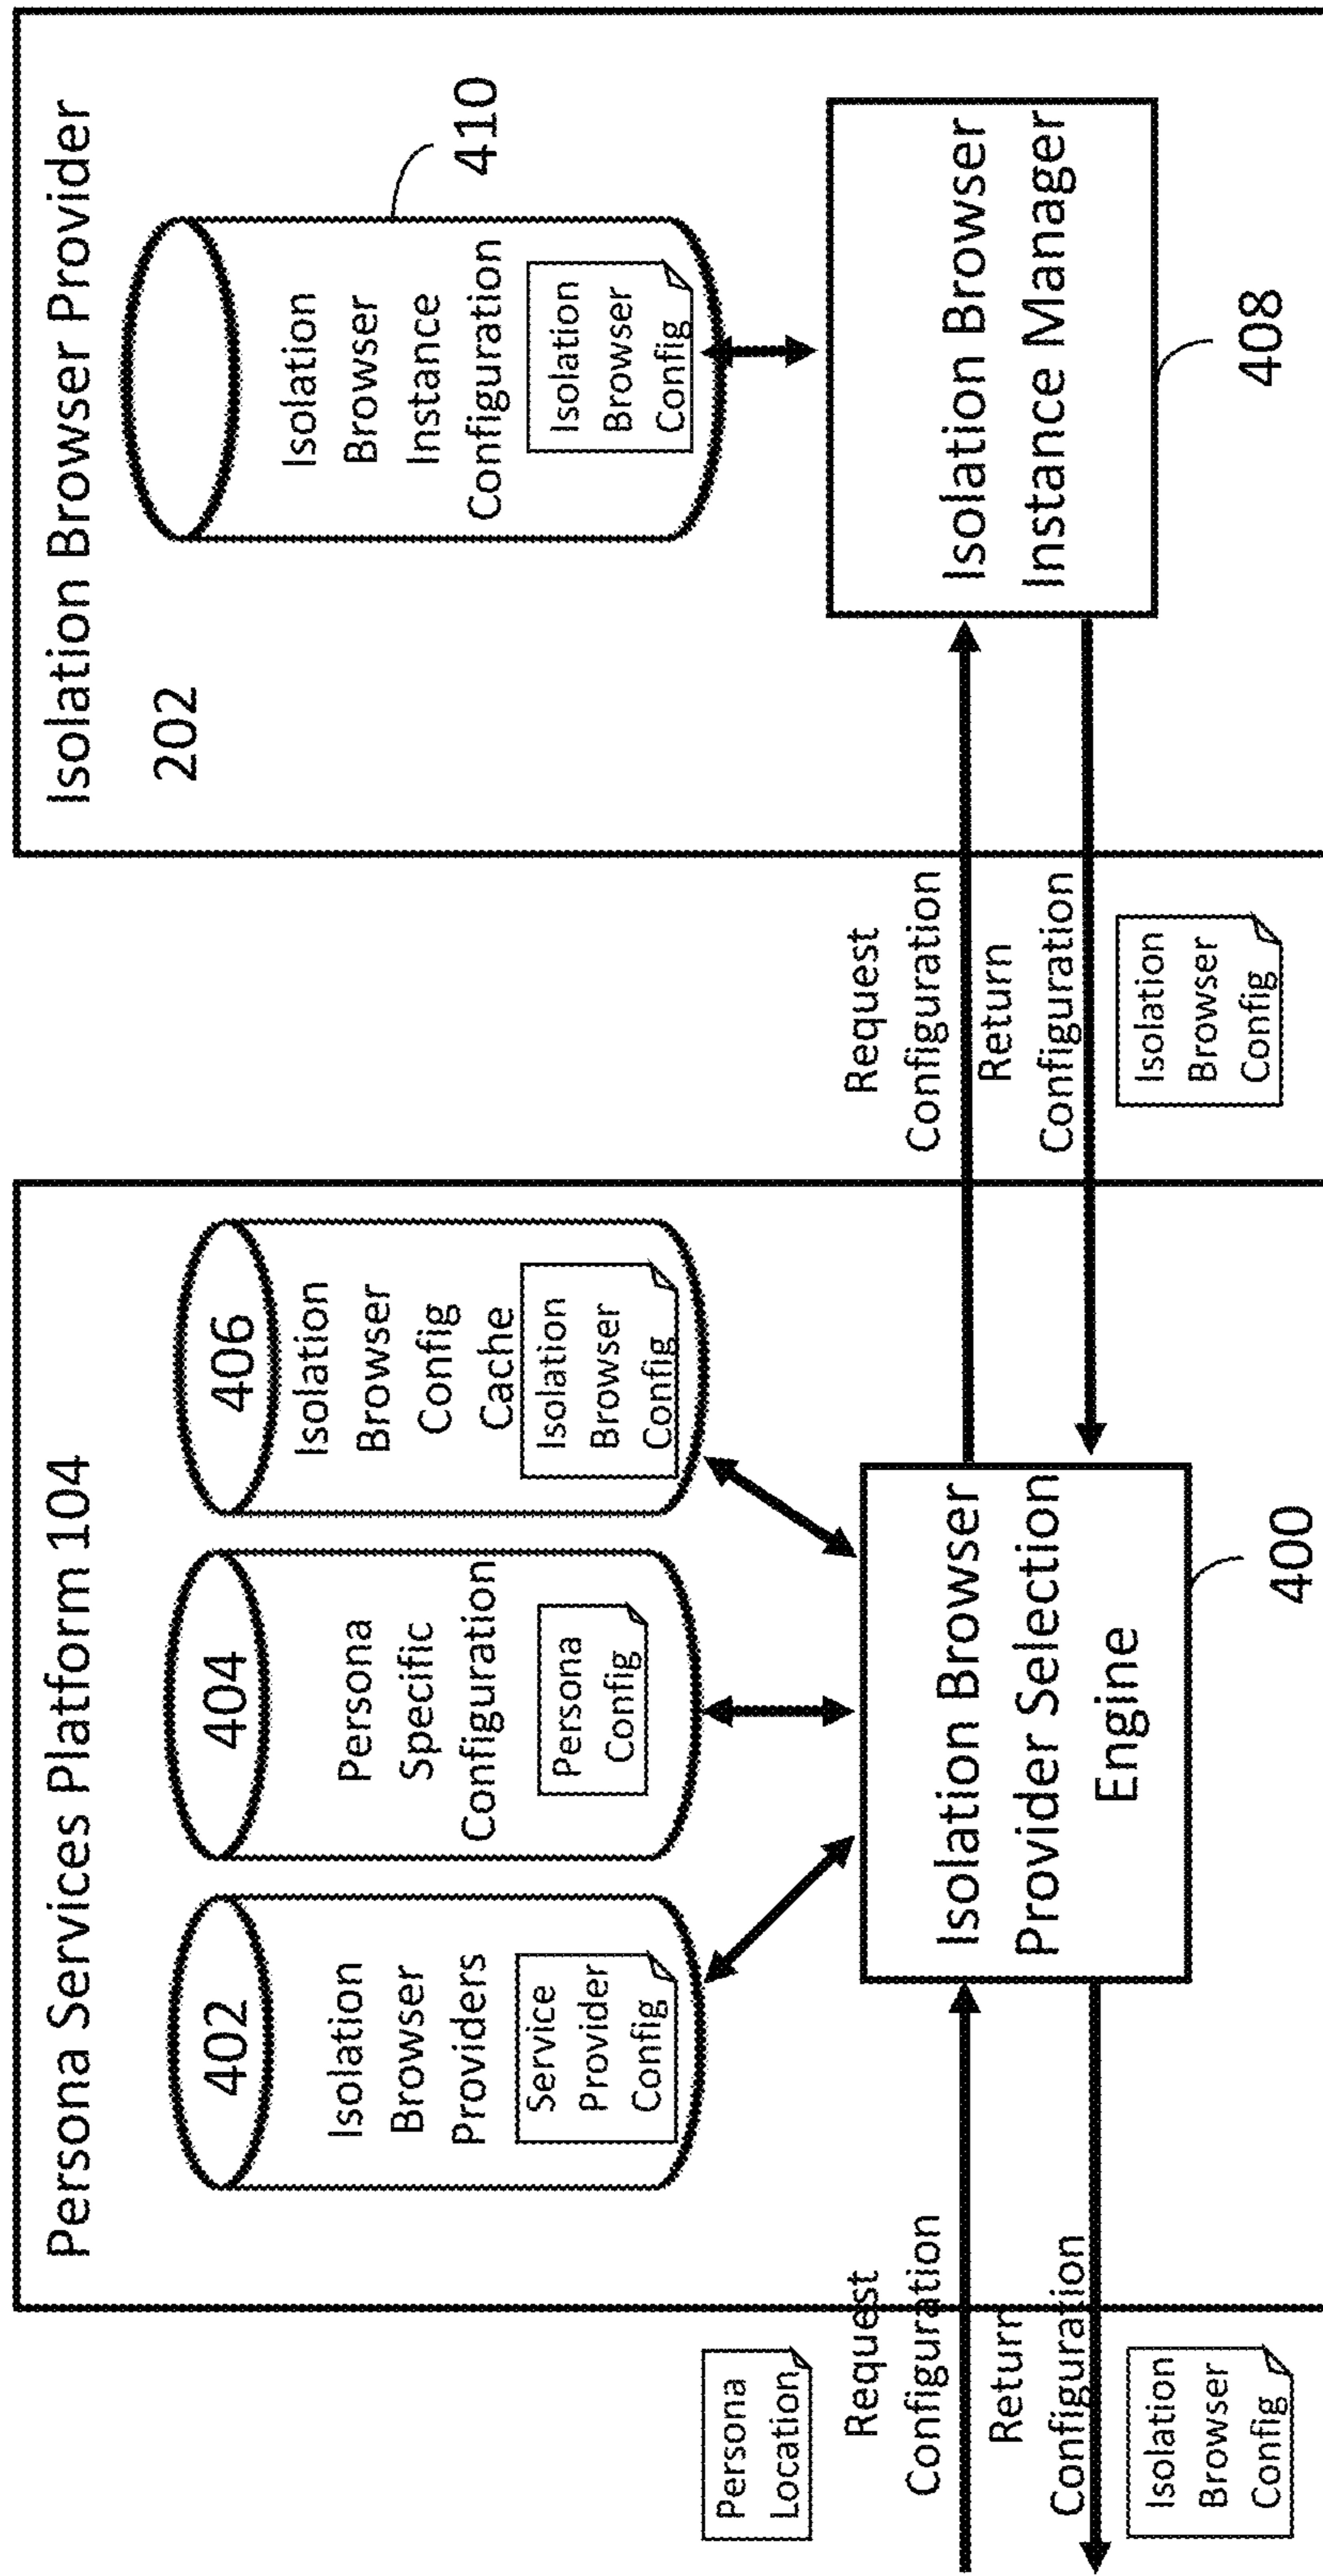 Persona Services Platform 104
402
Isolation
Browser
Providers
Service
Provider
Config
404
Persona
Specific
Configuration
Persona
Config
406
Isolation
Browser
Config
Cache
Isolation
Browser
Config
Persona
Location
Request
Configuration
Return
Configuration
Isolation
Browser
Config
Isolation Browser
Provider Selection
Engine
400
Request
Configuration
Return
Configuration
Isolation
Browser
Config
Isolation Browser Provider
202
Isolation
Browser
Instance
Configuration
Isolation
Browser
Config
410
Isolation Browser
Instance Manager
408